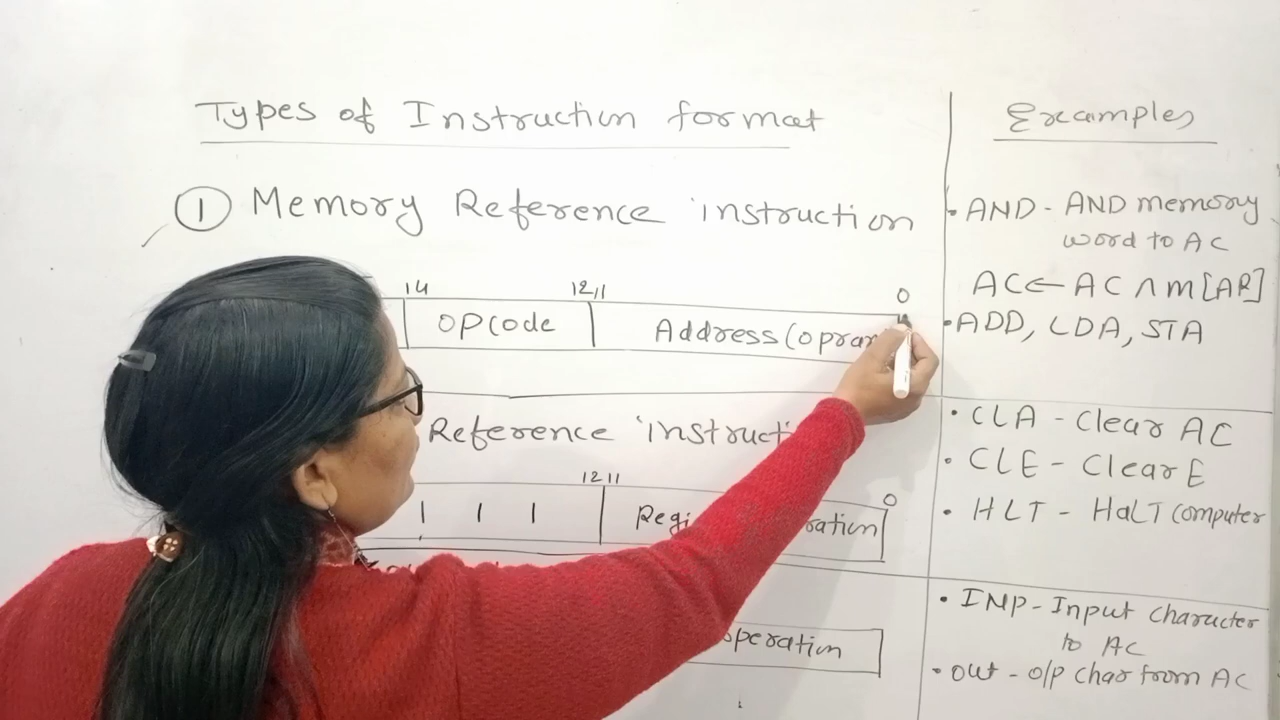 Types of Instruction format
Examples
1 Memory Reference instruction
• AND - AND memory
word to AC
AC ← AC ∧ M[AR]
• ADD, LDA, STA
14 12 11 0
opcode Address (opran
Reference instructi
12 11 0
1 1 1 Regi ration
• CLA - Clear AC
• CLE - Clear E
• HLT - HaLT computer
operation
• INP - Input character
to AC
• out - o/p char from AC